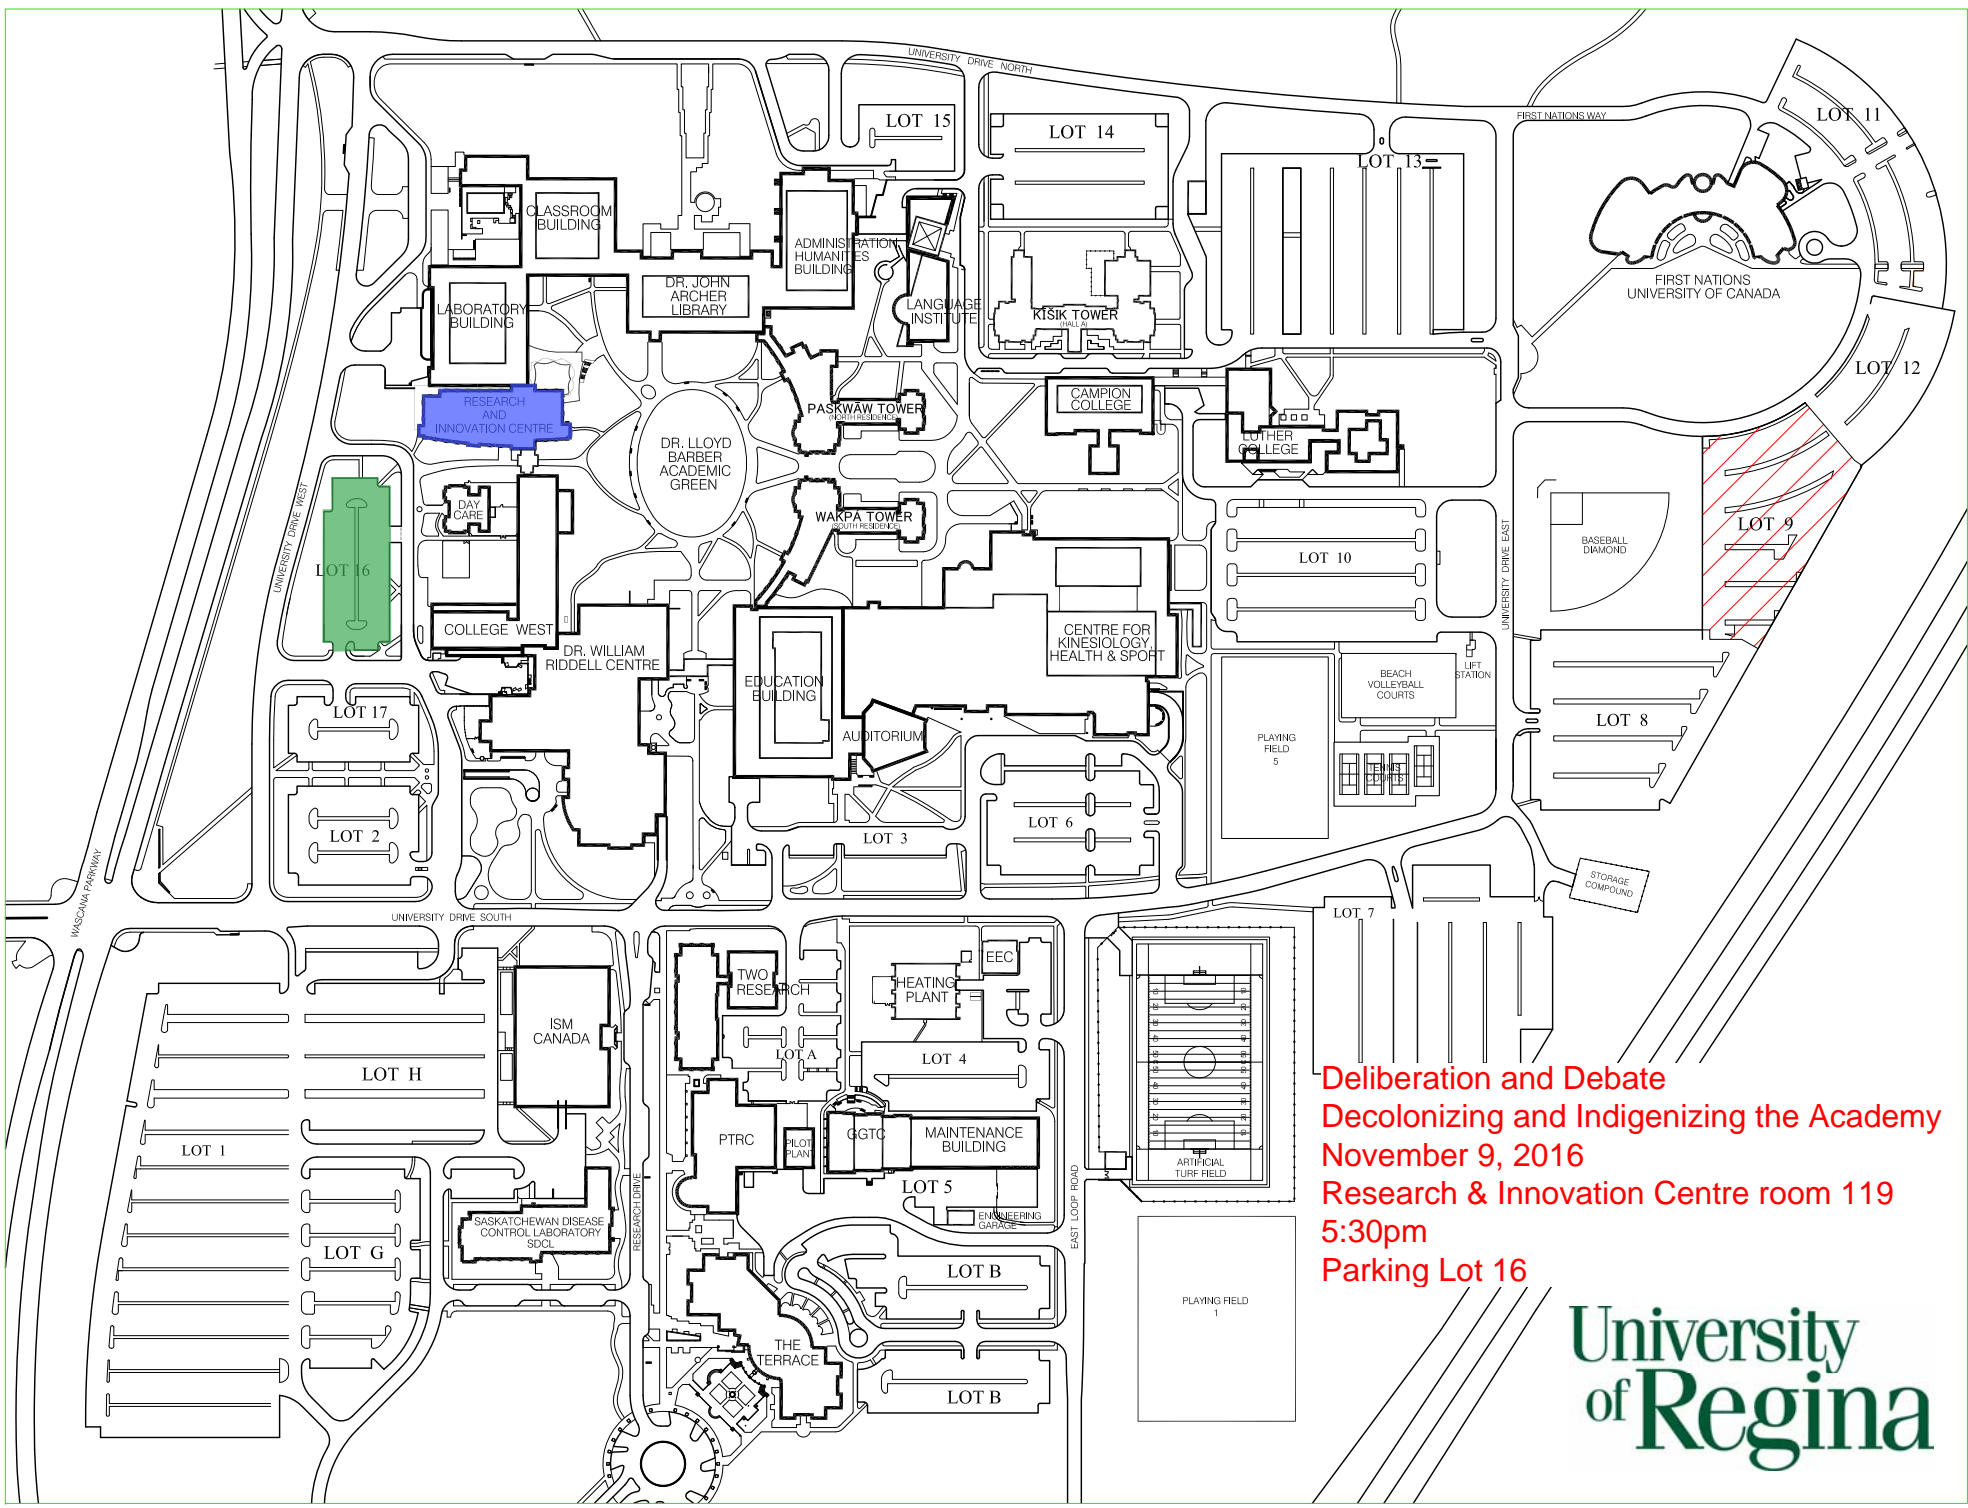 UNIVERSITY DRIVE NORTH
FIRST NATIONS WAY
LOT 11
LOT 15
LOT 14
LOT 13
CLASSROOM
BUILDING
ADMINISTRATION
HUMANITIES
BUILDING
DR. JOHN
ARCHER
LIBRARY
LABORATORY
BUILDING
LANGUAGE
INSTITUTE
KĪŠIK TOWER
(HALL A)
FIRST NATIONS
UNIVERSITY OF CANADA
LOT 12
RESEARCH
AND
INNOVATION CENTRE
PASKWĀW TOWER
(NORTH RESIDENCE)
CAMPION
COLLEGE
LUTHER
COLLEGE
DR. LLOYD
BARBER
ACADEMIC
GREEN
DAY
CARE
WAKPÁ TOWER
(SOUTH RESIDENCE)
UNIVERSITY DRIVE WEST
LOT 16
LOT 10
UNIVERSITY DRIVE EAST
BASEBALL
DIAMOND
LOT 9
COLLEGE WEST
DR. WILLIAM
RIDDELL CENTRE
CENTRE FOR
KINESIOLOGY,
HEALTH & SPORT
EDUCATION
BUILDING
AUDITORIUM
BEACH
VOLLEYBALL
COURTS
LIFT
STATION
LOT 17
LOT 8
PLAYING
FIELD
5
TENNIS
COURTS
LOT 2
LOT 3
LOT 6
STORAGE
COMPOUND
WASCANA PARKWAY
UNIVERSITY DRIVE SOUTH
LOT 7
TWO
RESEARCH
HEATING
PLANT
EEC
ISM
CANADA
LOT A
LOT 4
LOT H
LOT 1
PTRC
PILOT
PLANT
GGTC
MAINTENANCE
BUILDING
ARTIFICIAL
TURF FIELD
LOT 5
ENGINEERING
GARAGE
RESEARCH DRIVE
EAST LOOP ROAD
SASKATCHEWAN DISEASE
CONTROL LABORATORY
SDCL
LOT G
LOT B
PLAYING FIELD
1
THE
TERRACE
LOT B
Deliberation and Debate
Decolonizing and Indigenizing the Academy
November 9, 2016
Research & Innovation Centre room 119
5:30pm
Parking Lot 16
University
of Regina